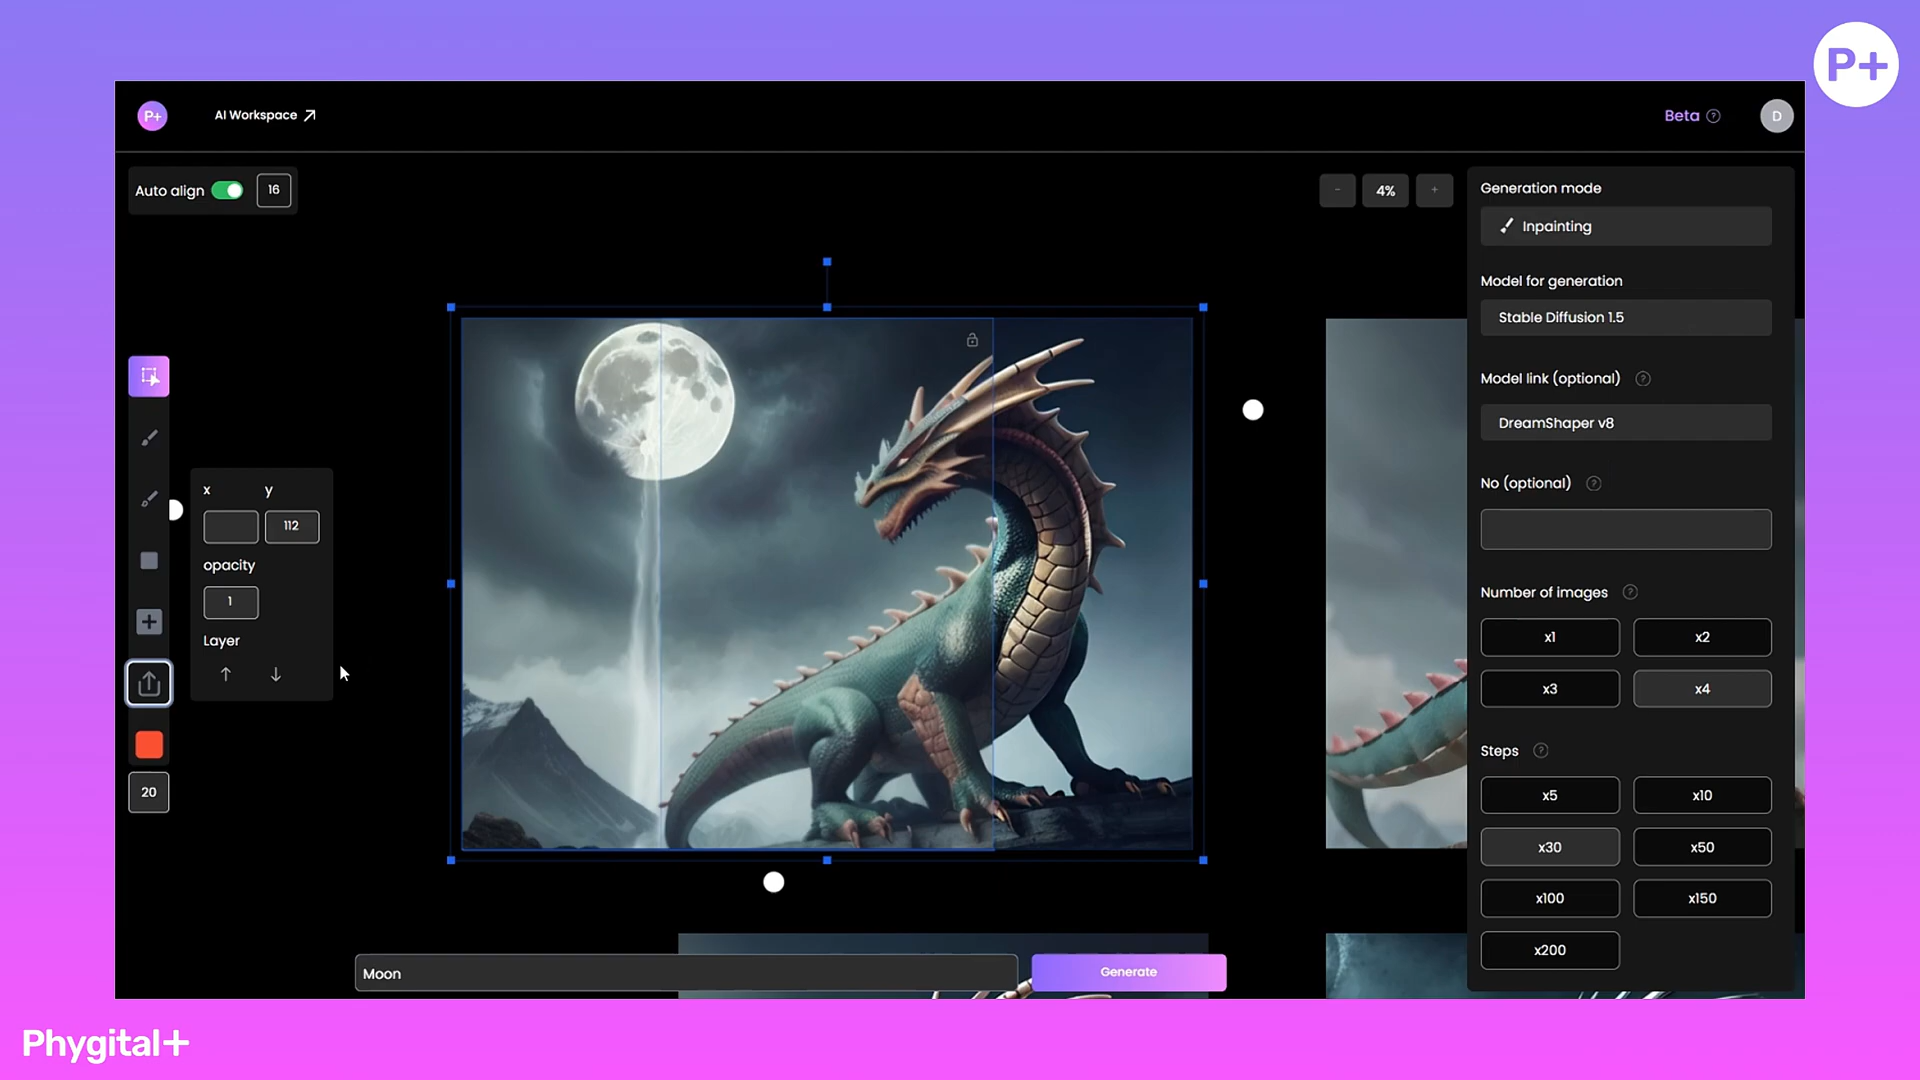 P+
P+
AI Workspace
Beta ?
D
Auto align
16
-
4%
+
Generation mode
Inpainting
Model for generation
Stable Diffusion 1.5
Model link (optional) ?
DreamShaper v8
No (optional) ?
Number of images ?
x1
x2
x3
x4
Steps ?
x5
x10
x30
x50
x100
x150
x200
x y
112
opacity
1
Layer
20
Moon
Generate
Phygital+